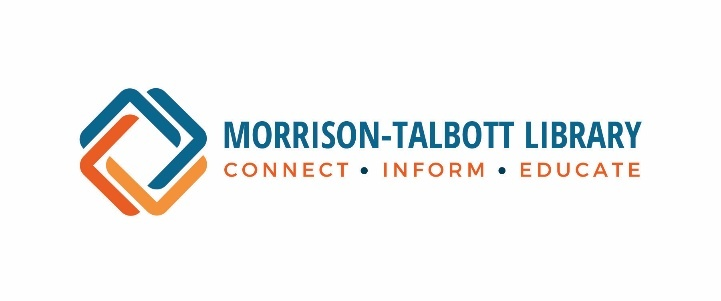 MORRISON-TALBOTT LIBRARY
CONNECT • INFORM • EDUCATE